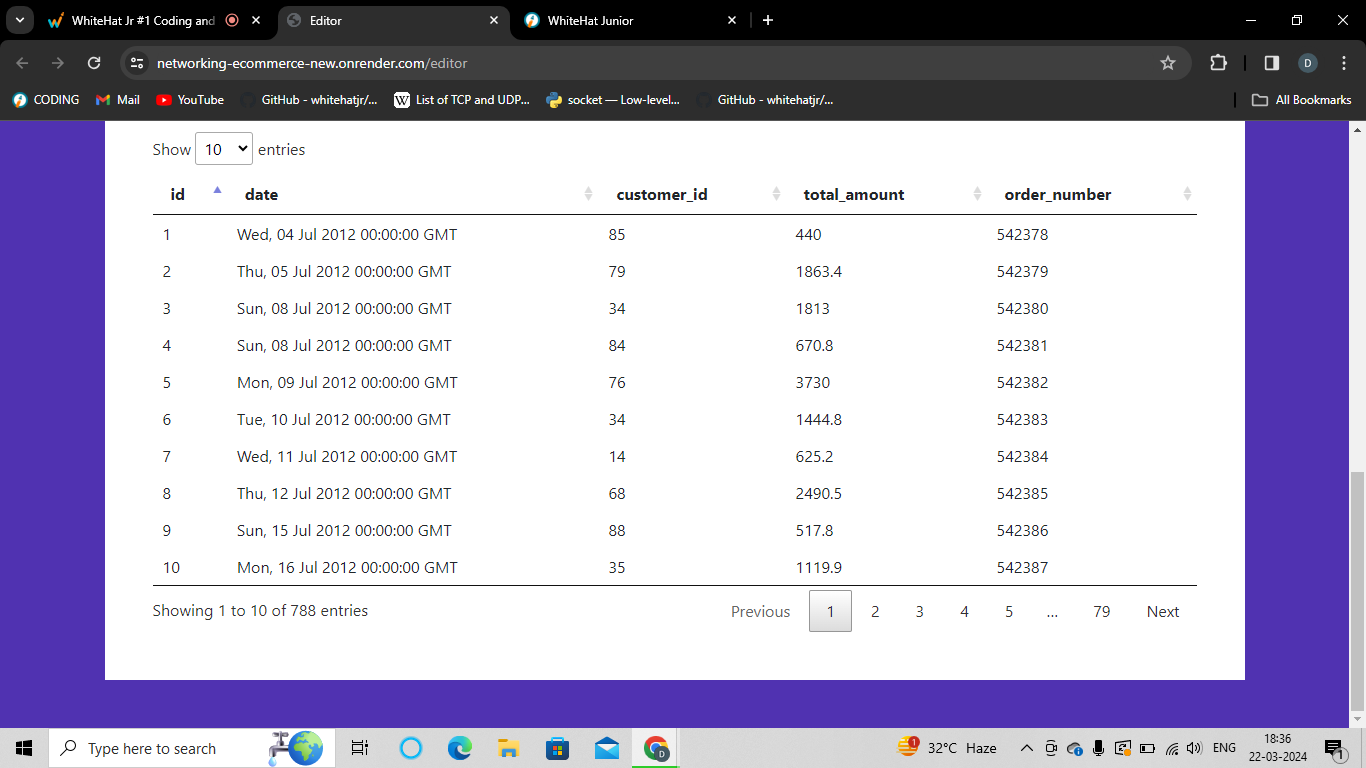 WhiteHat Jr #1 Coding and
Editor
WhiteHat Junior
networking-ecommerce-new.onrender.com/editor
D
CODING
Mail
YouTube
GitHub - whitehatjr/...
W List of TCP and UDP...
socket — Low-level...
GitHub - whitehatjr/...
All Bookmarks
Show 10 entries
id date customer_id total_amount order_number
1 Wed, 04 Jul 2012 00:00:00 GMT 85 440 542378
2 Thu, 05 Jul 2012 00:00:00 GMT 79 1863.4 542379
3 Sun, 08 Jul 2012 00:00:00 GMT 34 1813 542380
4 Sun, 08 Jul 2012 00:00:00 GMT 84 670.8 542381
5 Mon, 09 Jul 2012 00:00:00 GMT 76 3730 542382
6 Tue, 10 Jul 2012 00:00:00 GMT 34 1444.8 542383
7 Wed, 11 Jul 2012 00:00:00 GMT 14 625.2 542384
8 Thu, 12 Jul 2012 00:00:00 GMT 68 2490.5 542385
9 Sun, 15 Jul 2012 00:00:00 GMT 88 517.8 542386
10 Mon, 16 Jul 2012 00:00:00 GMT 35 1119.9 542387
Showing 1 to 10 of 788 entries
Previous 1 2 3 4 5 ... 79 Next
Type here to search
D
1
32°C Haze
ENG
18:36
22-03-2024
1